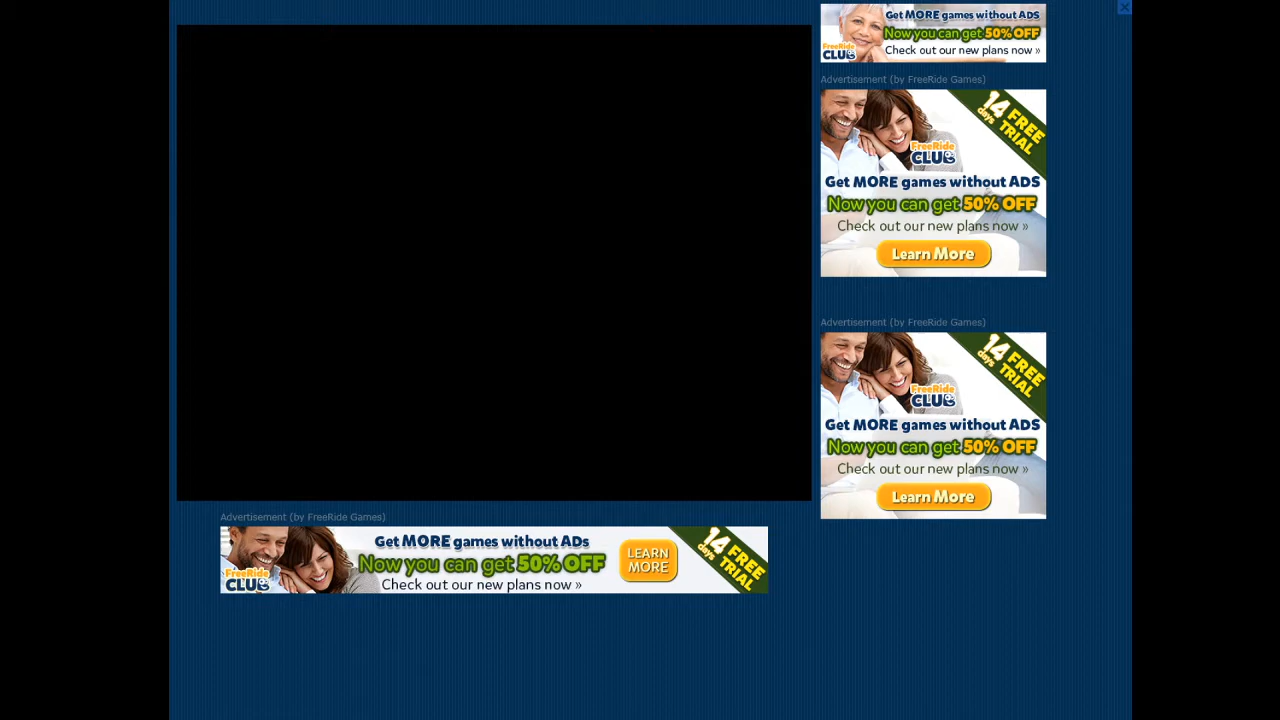 Get MORE games without ADS
Now you can get 50% OFF
Check out our new plans now »
FreeRide
CLUB
Advertisement (by FreeRide Games)
14 days FREE TRIAL
FreeRide
CLUB
Get MORE games without ADS
Now you can get 50% OFF
Check out our new plans now »
Learn More
Advertisement (by FreeRide Games)
14 days FREE TRIAL
FreeRide
CLUB
Get MORE games without ADS
Now you can get 50% OFF
Check out our new plans now »
Learn More
Advertisement (by FreeRide Games)
Get MORE games without ADs
Now you can get 50% OFF
Check out our new plans now »
FreeRide
CLUB
LEARN
MORE
14 days FREE TRIAL